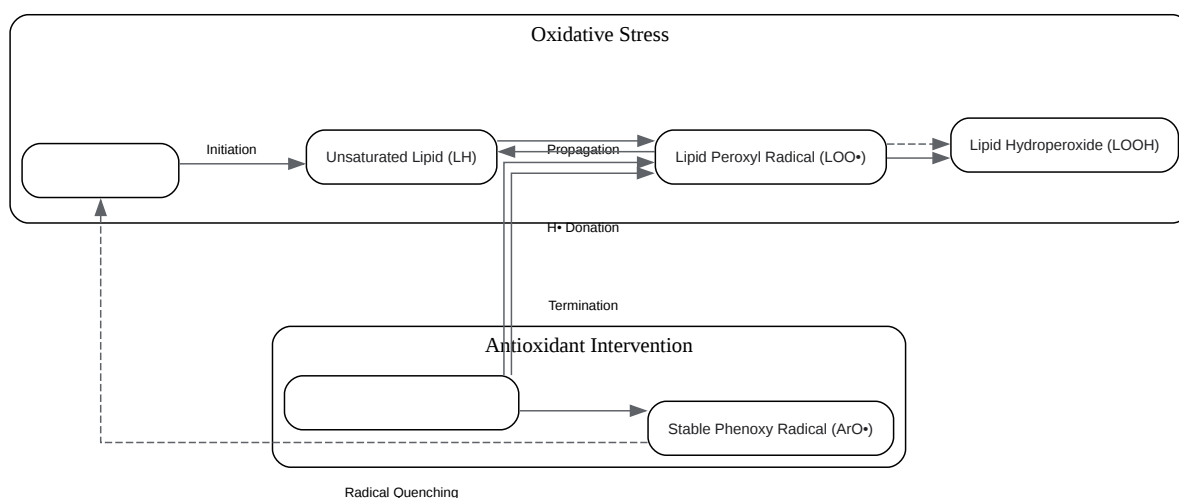 Oxidative Stress
Initiation
Unsaturated Lipid (LH)
Propagation
Lipid Peroxyl Radical (LOO•)
Lipid Hydroperoxide (LOOH)
H• Donation
Termination
Antioxidant Intervention
Stable Phenoxy Radical (ArO•)
Radical Quenching